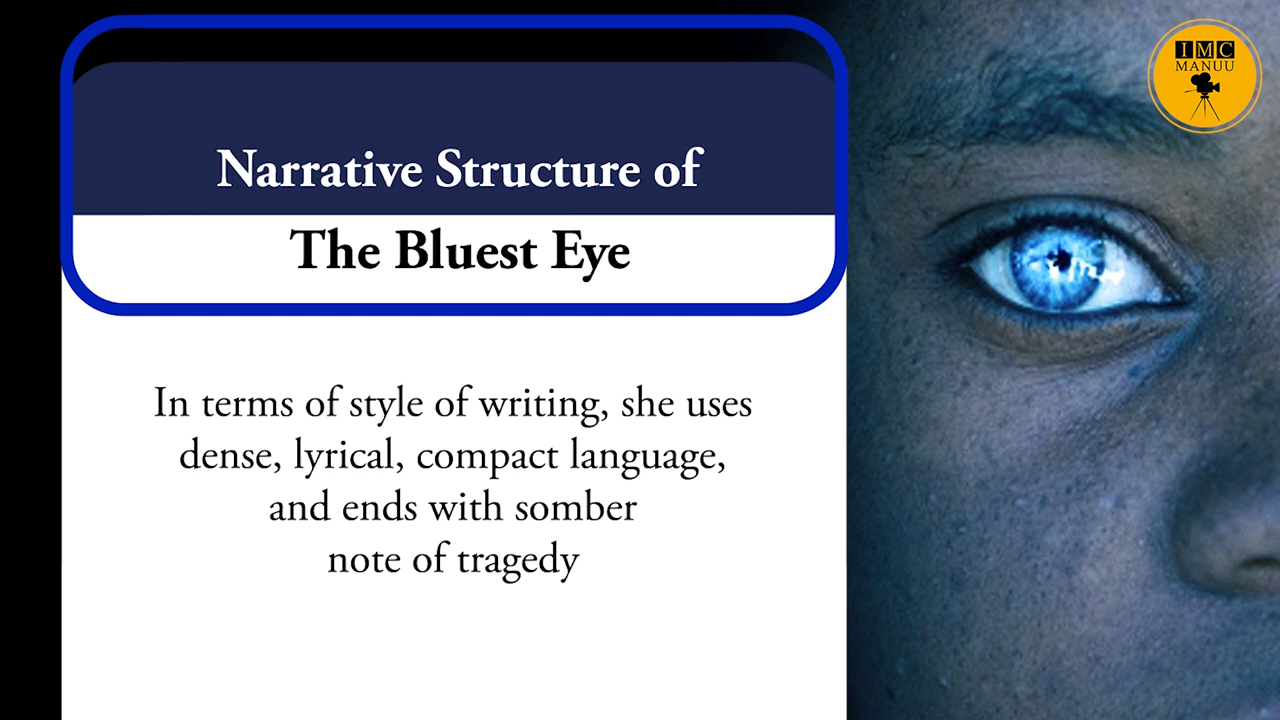 IMC
MANUU
Narrative Structure of
The Bluest Eye
In terms of style of writing, she uses
dense, lyrical, compact language,
and ends with somber
note of tragedy